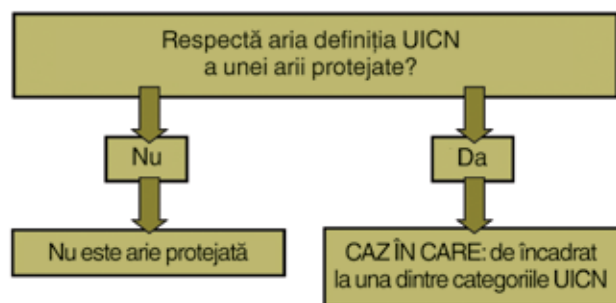 Respectă aria definiția UICN
a unei arii protejate?
Nu
Da
Nu este arie protejată
CAZ ÎN CARE: de încadrat
la una dintre categoriile UICN